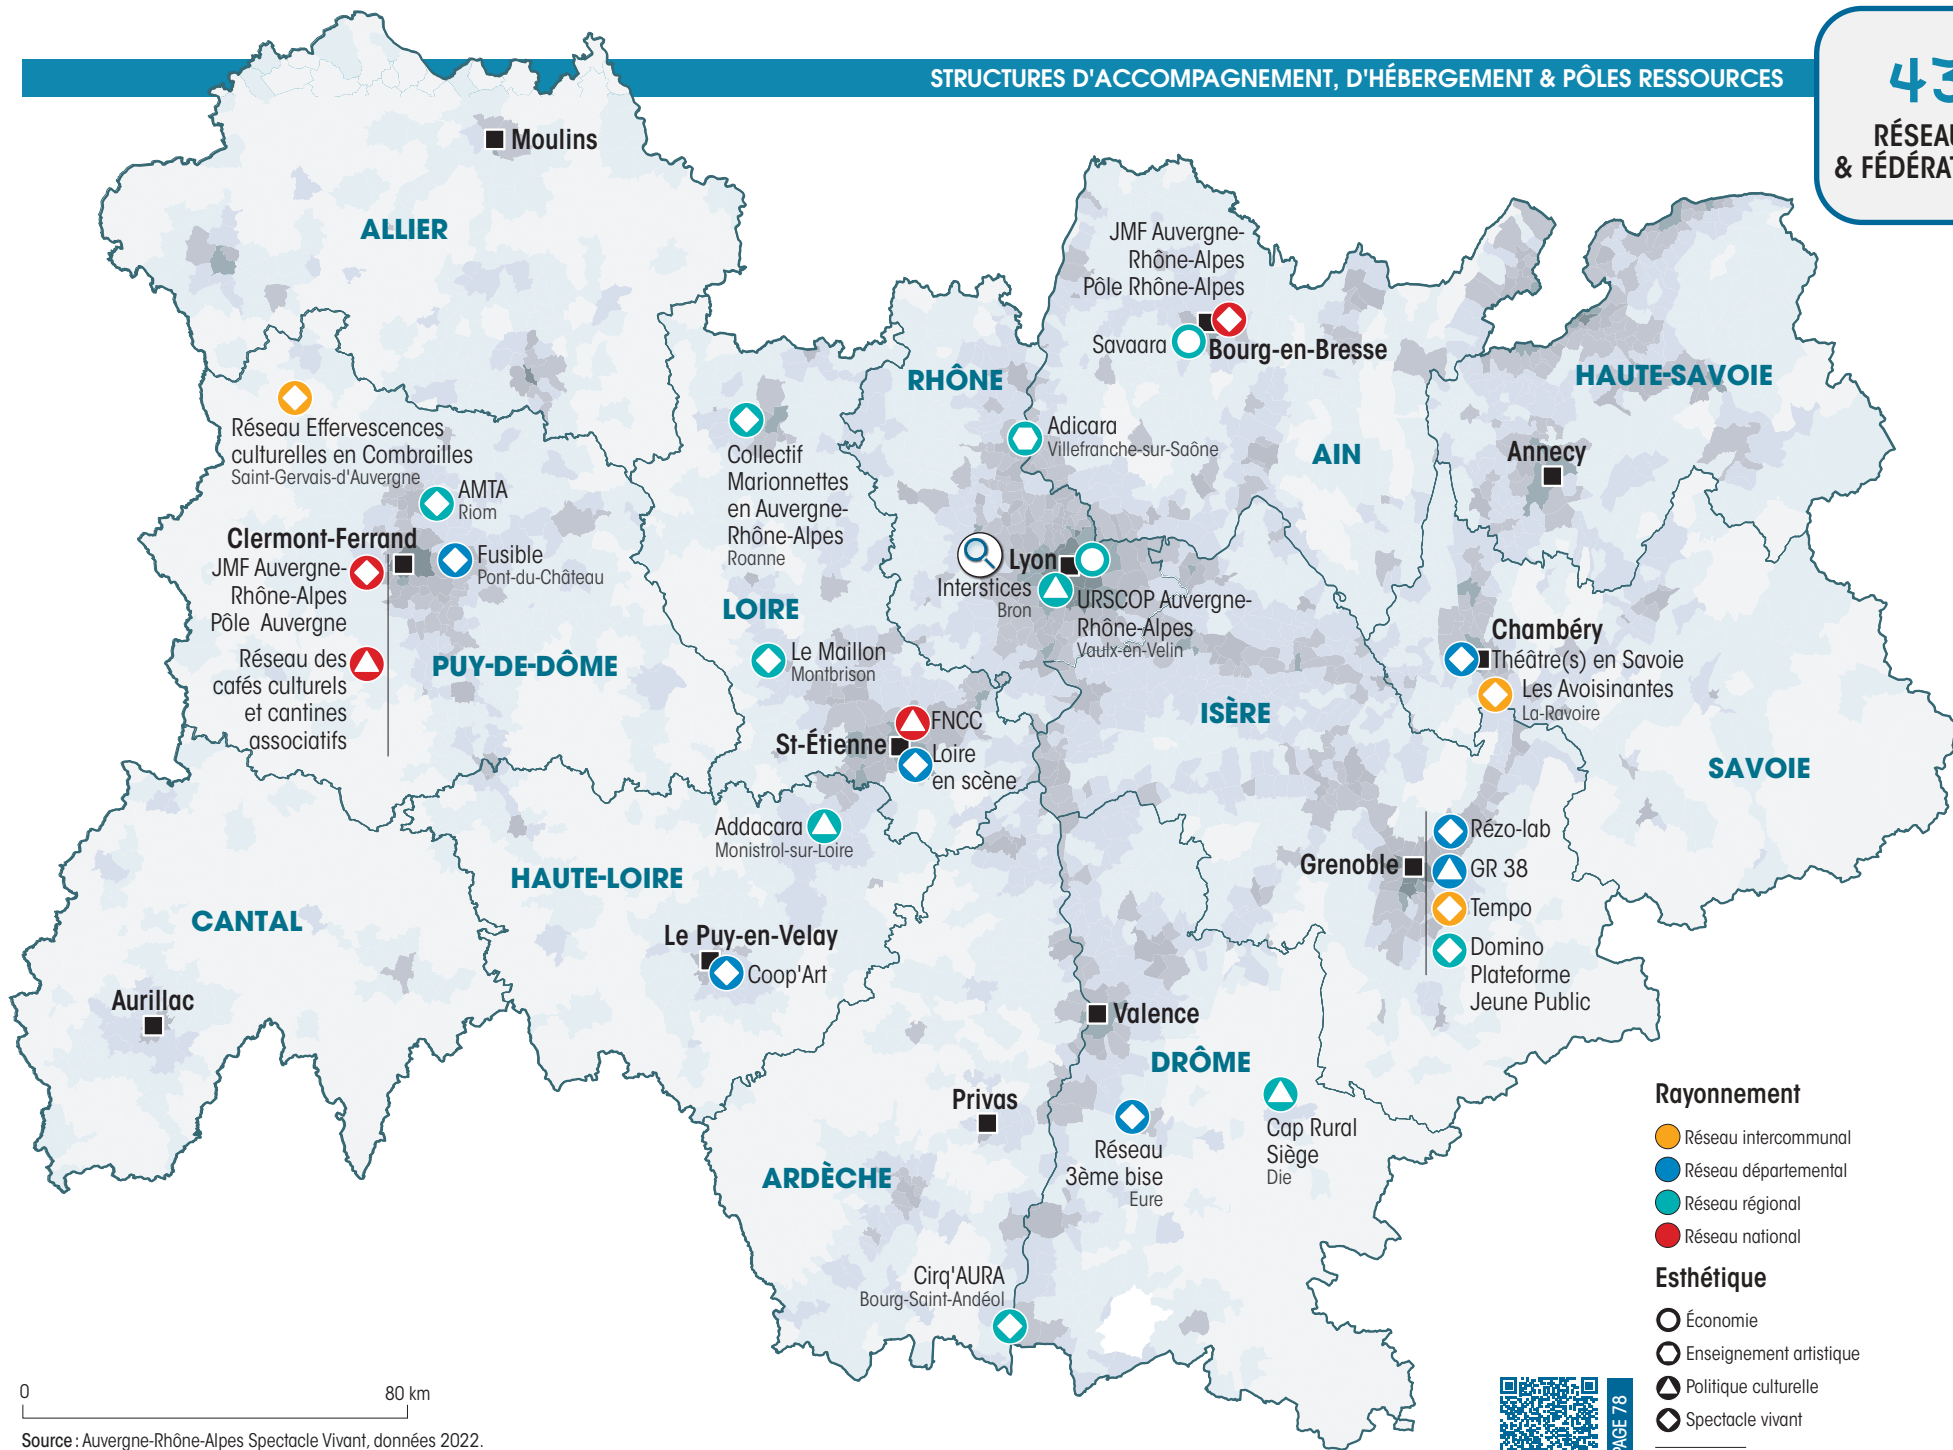 STRUCTURES D'ACCOMPAGNEMENT, D'HÉBERGEMENT & PÔLES RESSOURCES
43
RÉSEAU
& FÉDÉRAT
Moulins
ALLIER
JMF Auvergne-
Rhône-Alpes
Pôle Rhône-Alpes
Savaara
Bourg-en-Bresse
RHÔNE
HAUTE-SAVOIE
Réseau Effervescences
culturelles en Combrailles
Saint-Gervais-d'Auvergne
Adicara
Villefranche-sur-Saône
AIN
Annecy
Collectif
Marionnettes
en Auvergne-
Rhône-Alpes
Roanne
AMTA
Riom
Clermont-Ferrand
Fusible
Pont-du-Château
JMF Auvergne-
Rhône-Alpes
Pôle Auvergne
Lyon
Interstices
Bron
URSCOP Auvergne-
Rhône-Alpes
Vaulx-en-Velin
LOIRE
Réseau des
cafés culturels
et cantines
associatifs
PUY-DE-DÔME
Le Maillon
Montbrison
Chambéry
Théâtre(s) en Savoie
Les Avoisinantes
La-Ravoire
ISÈRE
FNCC
St-Étienne
Loire
en scène
SAVOIE
Addacara
Monistrol-sur-Loire
Rézo-lab
Grenoble
GR 38
Tempo
Domino
Plateforme
Jeune Public
HAUTE-LOIRE
CANTAL
Le Puy-en-Velay
Coop'Art
Aurillac
Valence
DRÔME
Privas
Réseau
3ème bise
Eure
Cap Rural
Siège
Die
ARDÈCHE
Cirq'AURA
Bourg-Saint-Andéol
Rayonnement
Réseau intercommunal
Réseau départemental
Réseau régional
Réseau national
Esthétique
Économie
Enseignement artistique
Politique culturelle
Spectacle vivant
PAGE 78
0 80 km
Source : Auvergne-Rhône-Alpes Spectacle Vivant, données 2022.